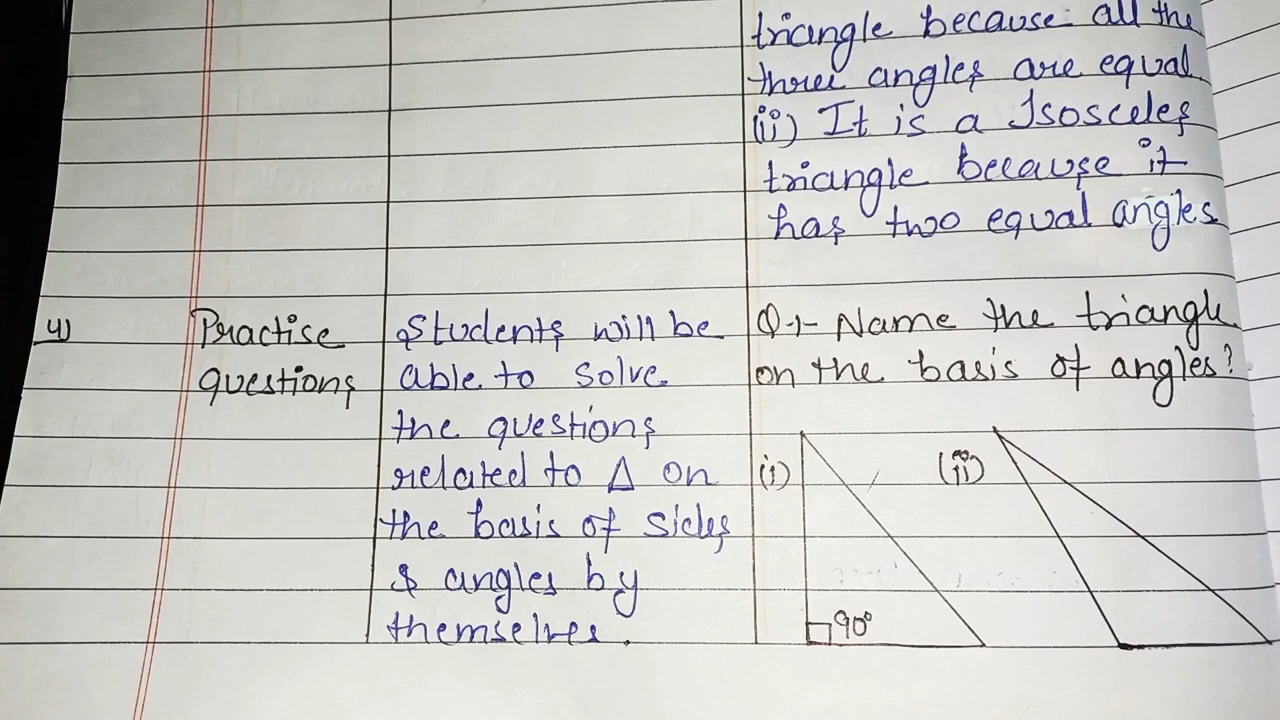 triangle because all the
three angles are equal
(ii) It is a Isosceles
triangle because it
has two equal angles
4)
Practise
questions
Students will be
able to solve
the questions
related to Δ on
the basis of sides
& angles by
themselves.
Q-1- Name the triangle
on the basis of angles?
(i)
(ii)
90°